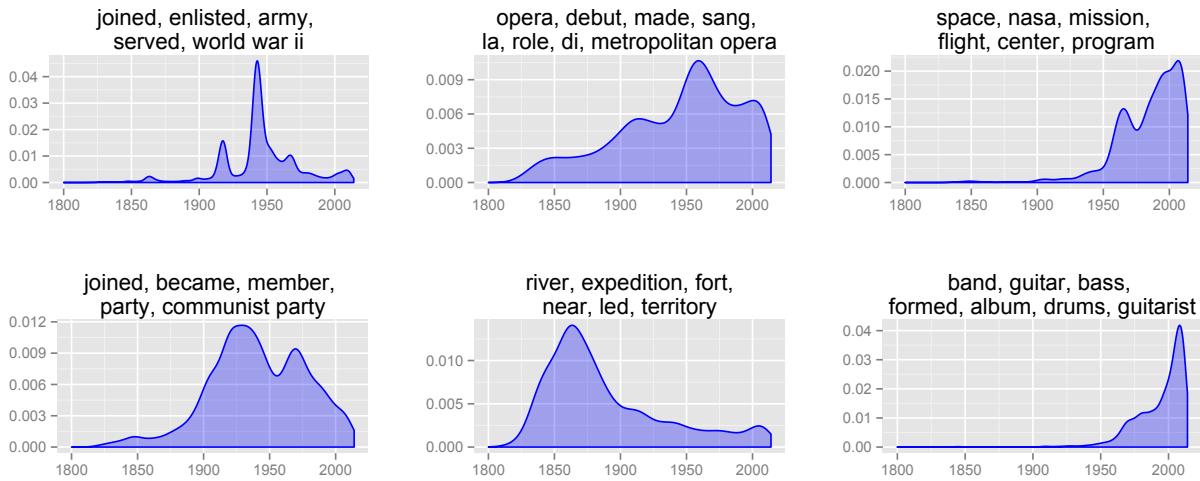 joined, enlisted, army,
served, world war ii
0.04
0.03
0.02
0.01
0.00
1800 1850 1900 1950 2000
opera, debut, made, sang,
la, role, di, metropolitan opera
0.009
0.006
0.003
0.000
1800 1850 1900 1950 2000
space, nasa, mission,
flight, center, program
0.020
0.015
0.010
0.005
0.000
1800 1850 1900 1950 2000
joined, became, member,
party, communist party
0.012
0.009
0.006
0.003
0.000
1800 1850 1900 1950 2000
river, expedition, fort,
near, led, territory
0.010
0.005
0.000
1800 1850 1900 1950 2000
band, guitar, bass,
formed, album, drums, guitarist
0.04
0.03
0.02
0.01
0.00
1800 1850 1900 1950 2000